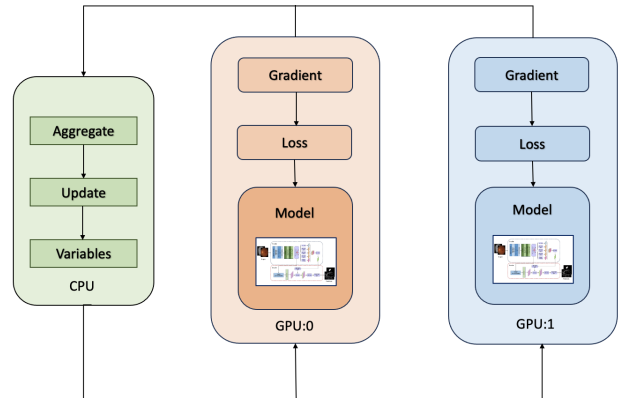 Aggregate
Update
Variables
CPU
Gradient
Loss
Model
GPU:0
Gradient
Loss
Model
GPU:1